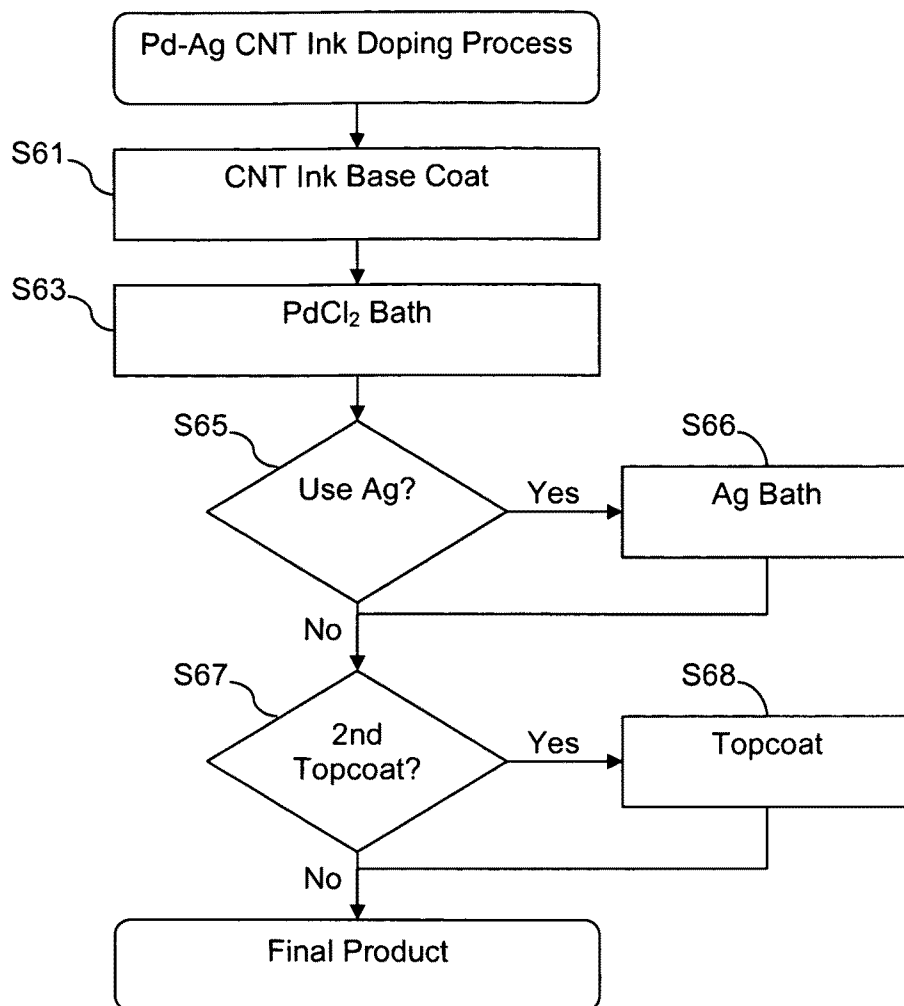 Pd-Ag CNT Ink Doping Process
S61
CNT Ink Base Coat
S63
PdCl₂ Bath
S65
Use Ag?
Yes
S66
Ag Bath
No
S67
2nd
Topcoat?
Yes
S68
Topcoat
No
Final Product